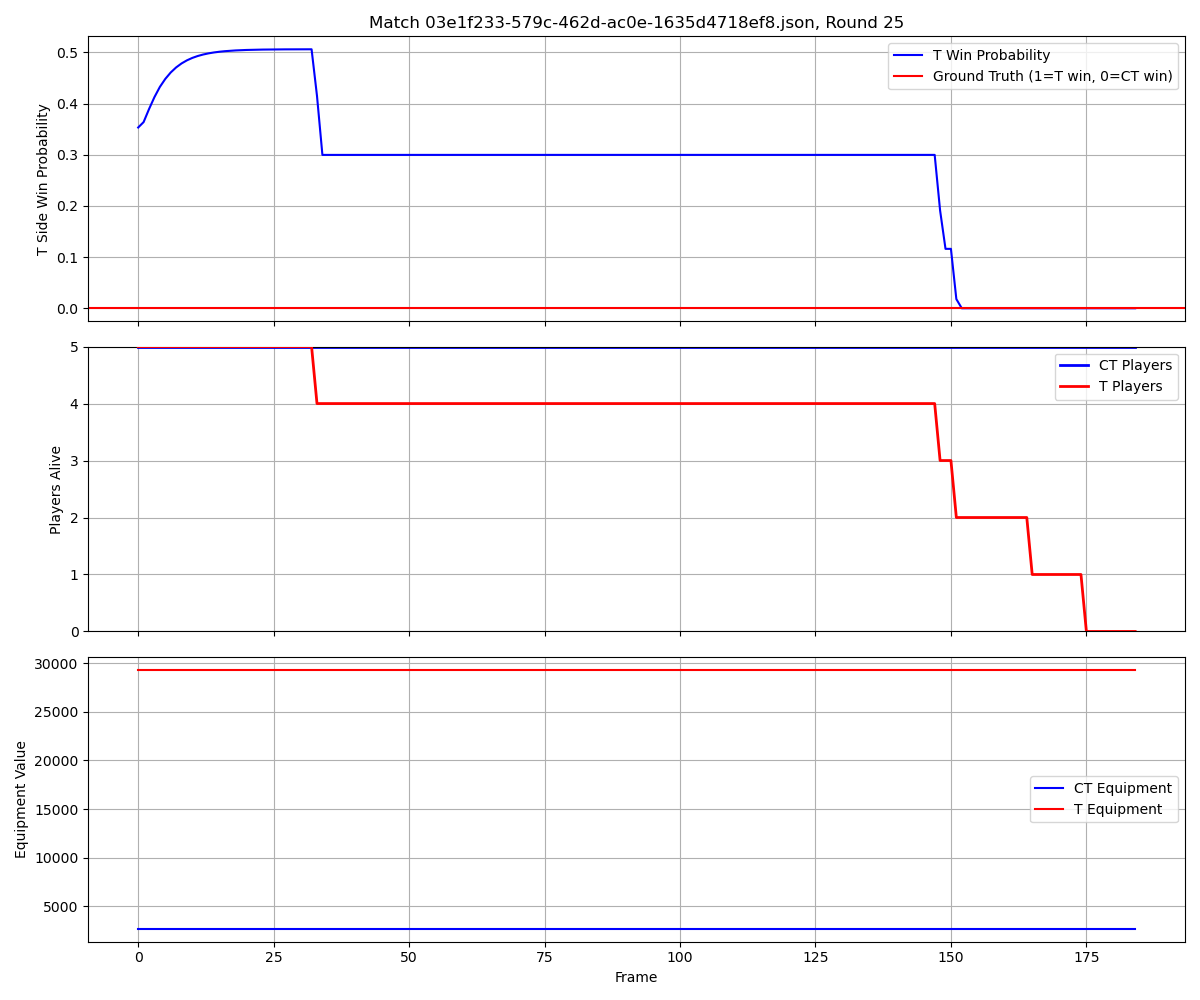 Match 03e1f233-579c-462d-ac0e-1635d4718ef8.json, Round 25
T Side Win Probability
0.5
0.4
0.3
0.2
0.1
0.0
T Win Probability
Ground Truth (1=T win, 0=CT win)
Players Alive
5
4
3
2
1
0
CT Players
T Players
Equipment Value
30000
25000
20000
15000
10000
5000
CT Equipment
T Equipment
0 25 50 75 100 125 150 175
Frame